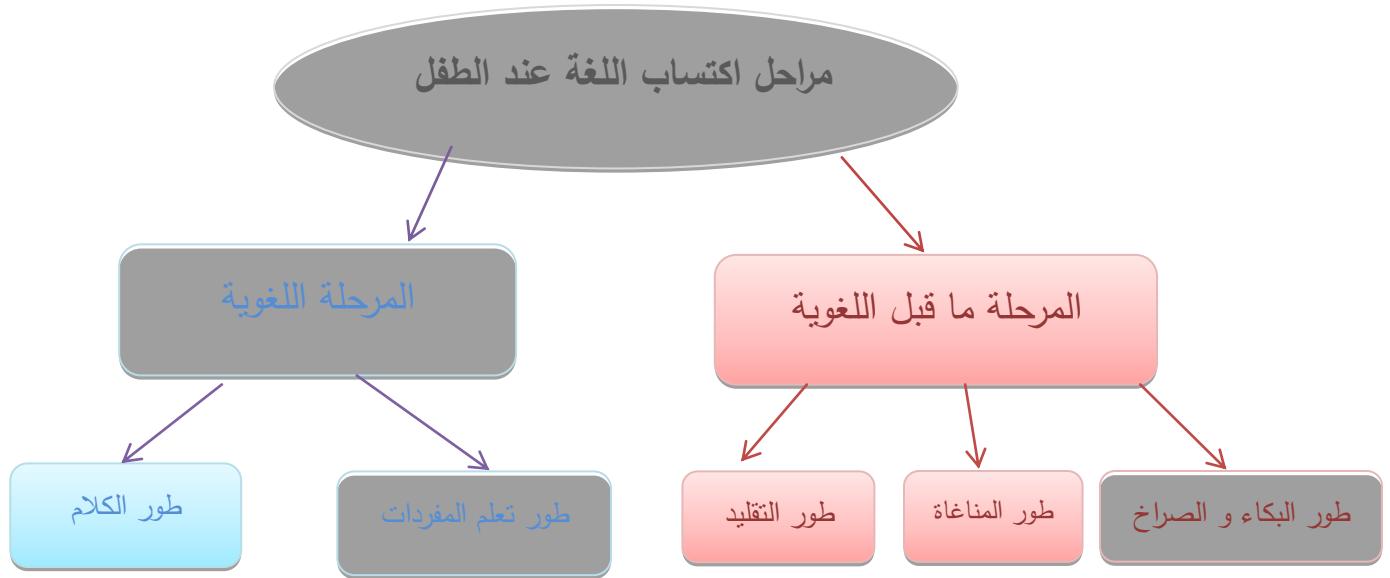 مراحل اكتساب اللغة عند الطفل
المرحلة ما قبل اللغوية
المرحلة اللغوية
طور البكاء و الصراخ
طور المناغاة
طور التقليد
طور تعلم المفردات
طور الكلام